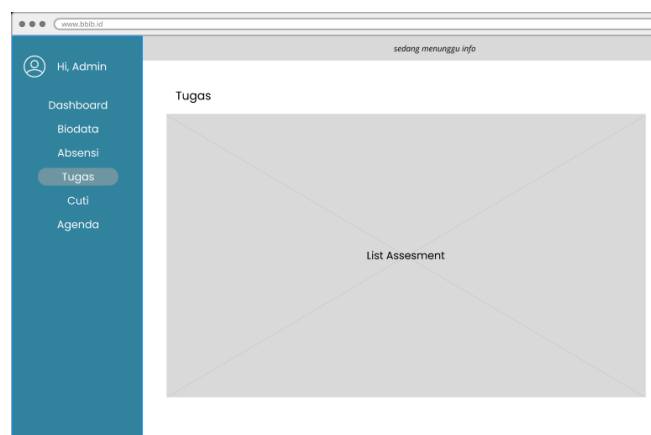 www.bbib.id
sedang menunggu info
Hi, Admin
Dashboard
Biodata
Absensi
Tugas
Cuti
Agenda
Tugas
List Assesment